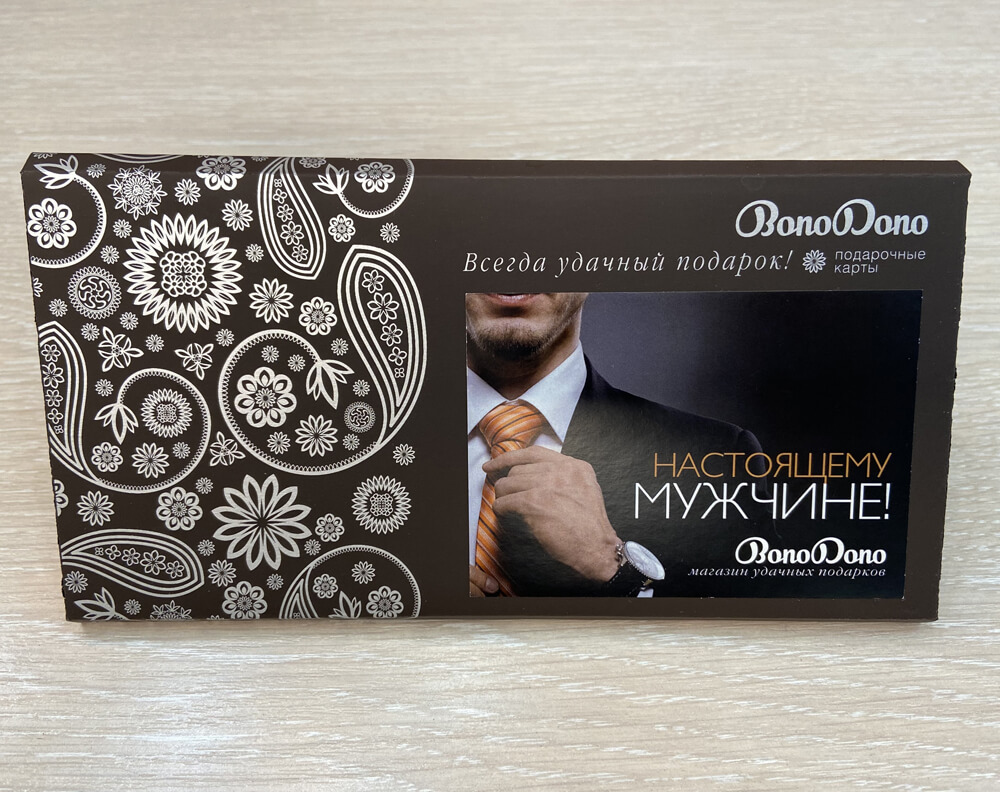 BonoDono
Всегда удачный подарок!
подарочные
карты
НАСТОЯЩЕМУ
МУЖЧИНЕ!
BonoDono
магазин удачных подарков